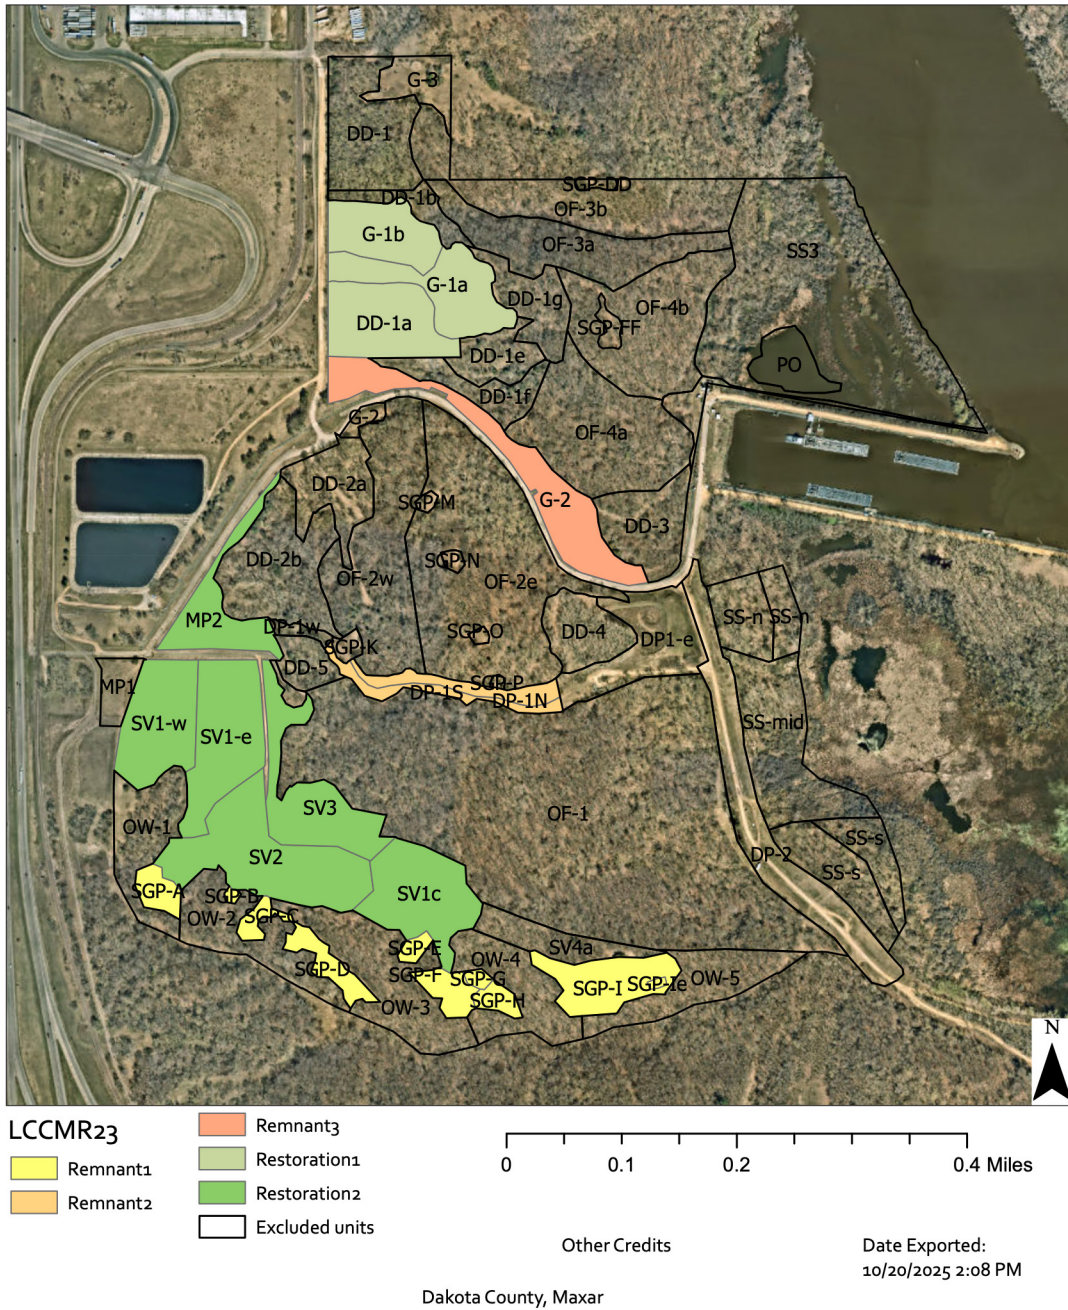 G-3
DD-1
SGP-DD
DD-1b
OF-3b
G-1b
OF-3a
SS3
G-1a
DD-1g
OF-4b
DD-1a
SGP-FF
DD-1e
PO
DD-1f
G-2
OF-4a
DD-2a
SGP-M
G-2
DD-3
DD-2b
SGP-N
OF-2w
OF-2e
SS-n
SS-n
MP2
DP-1w
SGP-O
DD-4
DP1-e
SGP-K
DD-5
SGP-P
MP1
DP-1S
DP-1N
SV1-w
SV1-e
SS-mid
SV3
OF-1
OW-1
SS-s
SV2
DP-2
SS-s
SGP-A
SGP-B
SV1c
OW-2
SGP-C
SGP-E
SV4a
OW-4
SGP-D
SGP-F
SGP-G
SGP-I
SGP-Ie
OW-5
OW-3
SGP-H
N
LCCMR23
Remnant1
Remnant2
Remnant3
Restoration1
Restoration2
Excluded units
0 0.1 0.2 0.4 Miles
Other Credits
Date Exported:
10/20/2025 2:08 PM
Dakota County, Maxar